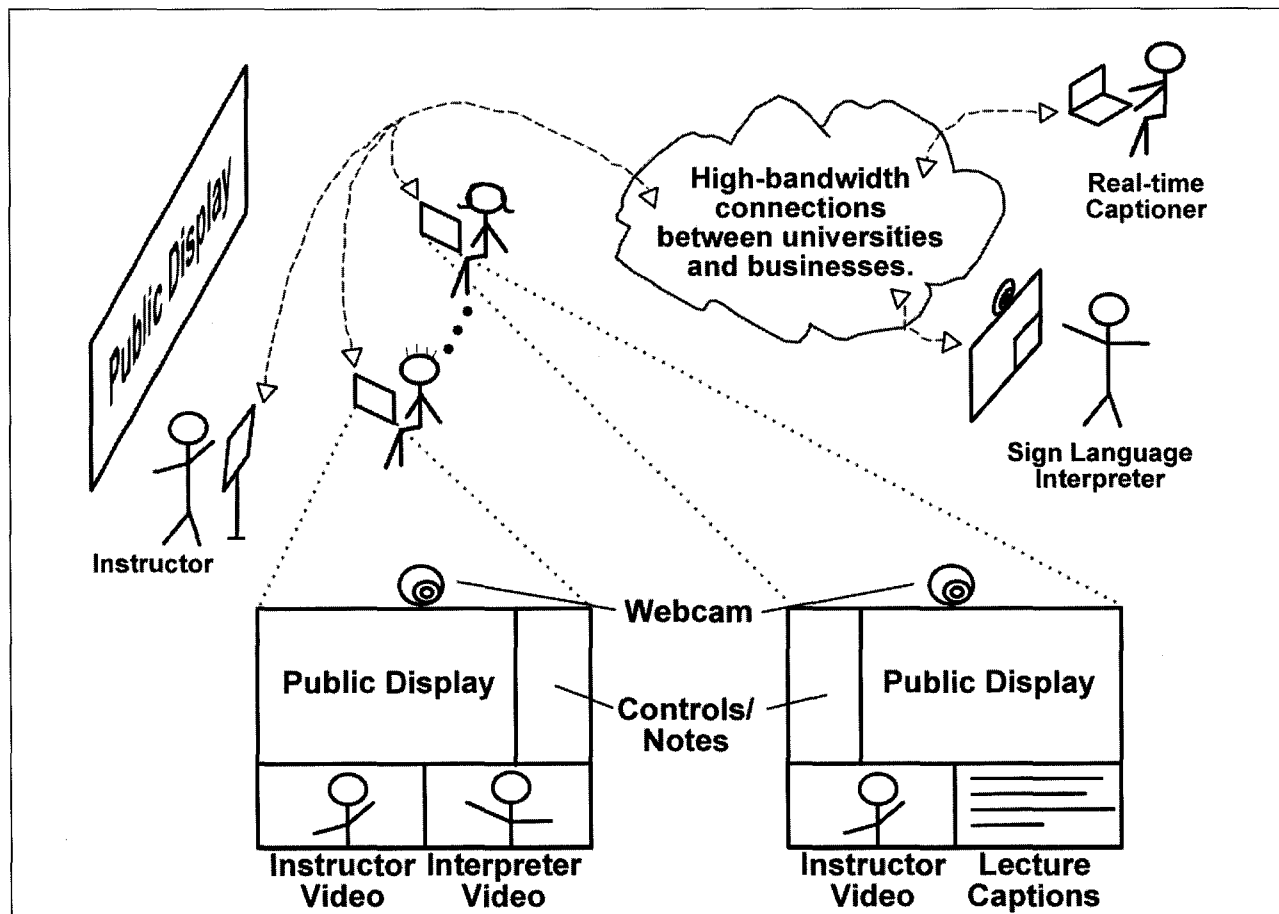 Public Display
High-bandwidth
connections
between universities
and businesses.
Real-time
Captioner
Sign Language
Interpreter
Instructor
Webcam
Public Display
Public Display
Controls/
Notes
Instructor
Video
Interpreter
Video
Instructor
Video
Lecture
Captions